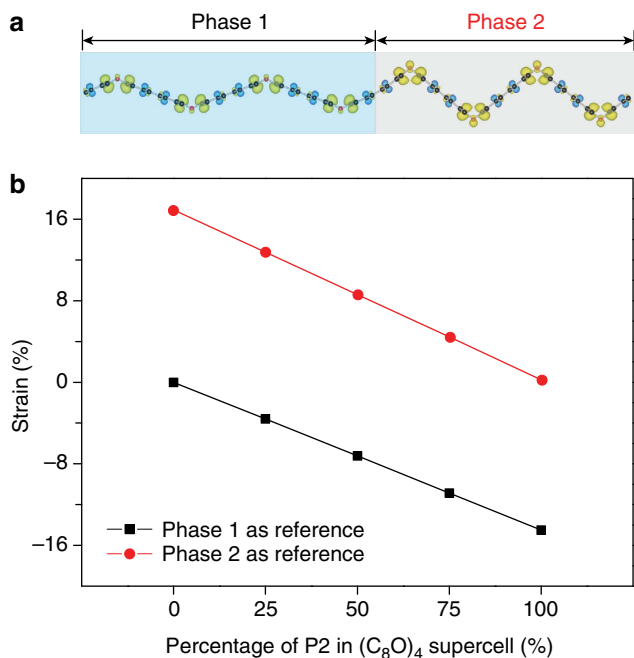 a
Phase 1
Phase 2
b
16
8
0
−8
−16
Strain (%)
Phase 1 as reference
Phase 2 as reference
0 25 50 75 100
Percentage of P2 in (C₈O)₄ supercell (%)